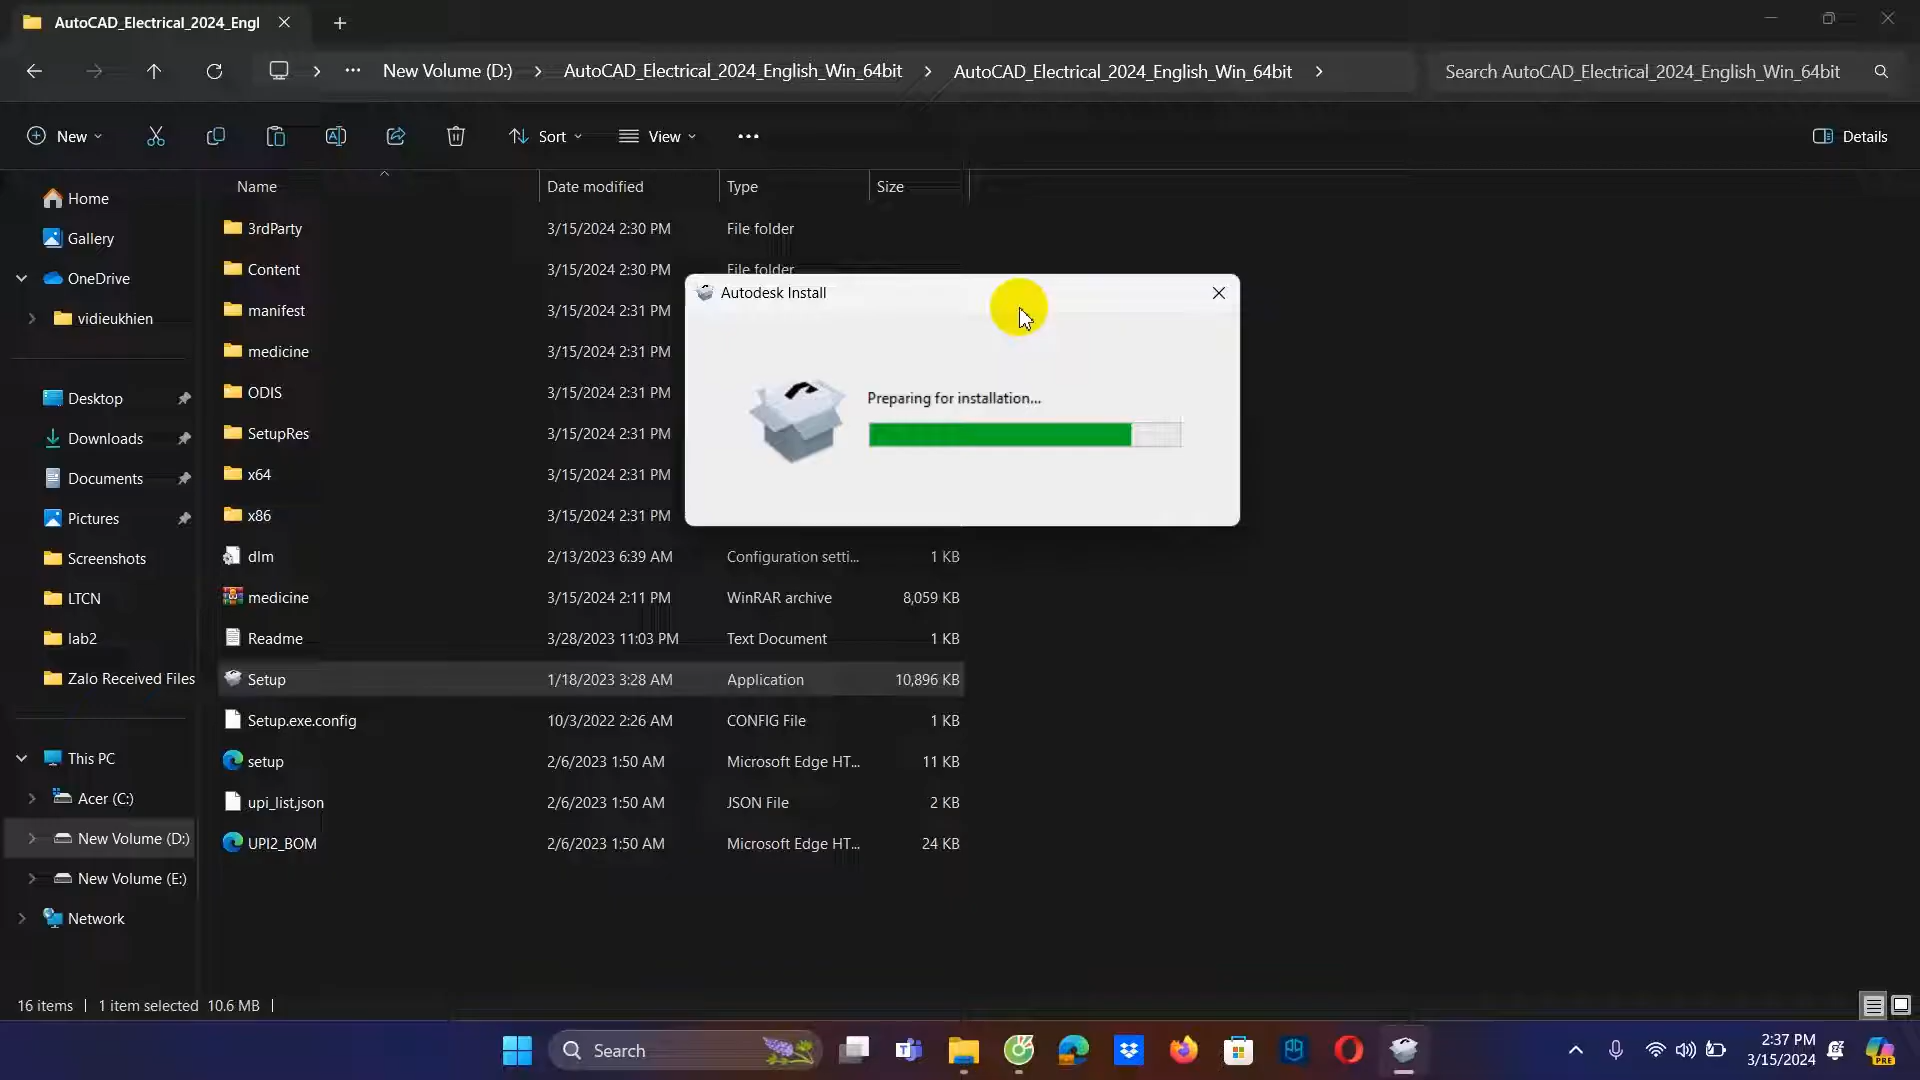 AutoCAD_Electrical_2024_Engl
New Volume (D:)
AutoCAD_Electrical_2024_English_Win_64bit
AutoCAD_Electrical_2024_English_Win_64bit
Search AutoCAD_Electrical_2024_English_Win_64bit
New
Sort
View
Details
Name Date modified Type Size
Home
Gallery
OneDrive
vidieukhien
Desktop
Downloads
Documents
Pictures
Screenshots
LTCN
lab2
Zalo Received Files
This PC
Acer (C:)
New Volume (D:)
New Volume (E:)
Network
3rdParty 3/15/2024 2:30 PM File folder
Content 3/15/2024 2:30 PM File folder
manifest 3/15/2024 2:31 PM
medicine 3/15/2024 2:31 PM
ODIS 3/15/2024 2:31 PM
SetupRes 3/15/2024 2:31 PM
x64 3/15/2024 2:31 PM
x86 3/15/2024 2:31 PM
dlm 2/13/2023 6:39 AM Configuration setti... 1 KB
medicine 3/15/2024 2:11 PM WinRAR archive 8,059 KB
Readme 3/28/2023 11:03 PM Text Document 1 KB
Setup 1/18/2023 3:28 AM Application 10,896 KB
Setup.exe.config 10/3/2022 2:26 AM CONFIG File 1 KB
setup 2/6/2023 1:50 AM Microsoft Edge HT... 11 KB
upi_list.json 2/6/2023 1:50 AM JSON File 2 KB
UPI2_BOM 2/6/2023 1:50 AM Microsoft Edge HT... 24 KB
Autodesk Install
Preparing for installation...
16 items 1 item selected 10.6 MB
Search
2:37 PM
3/15/2024
PRE